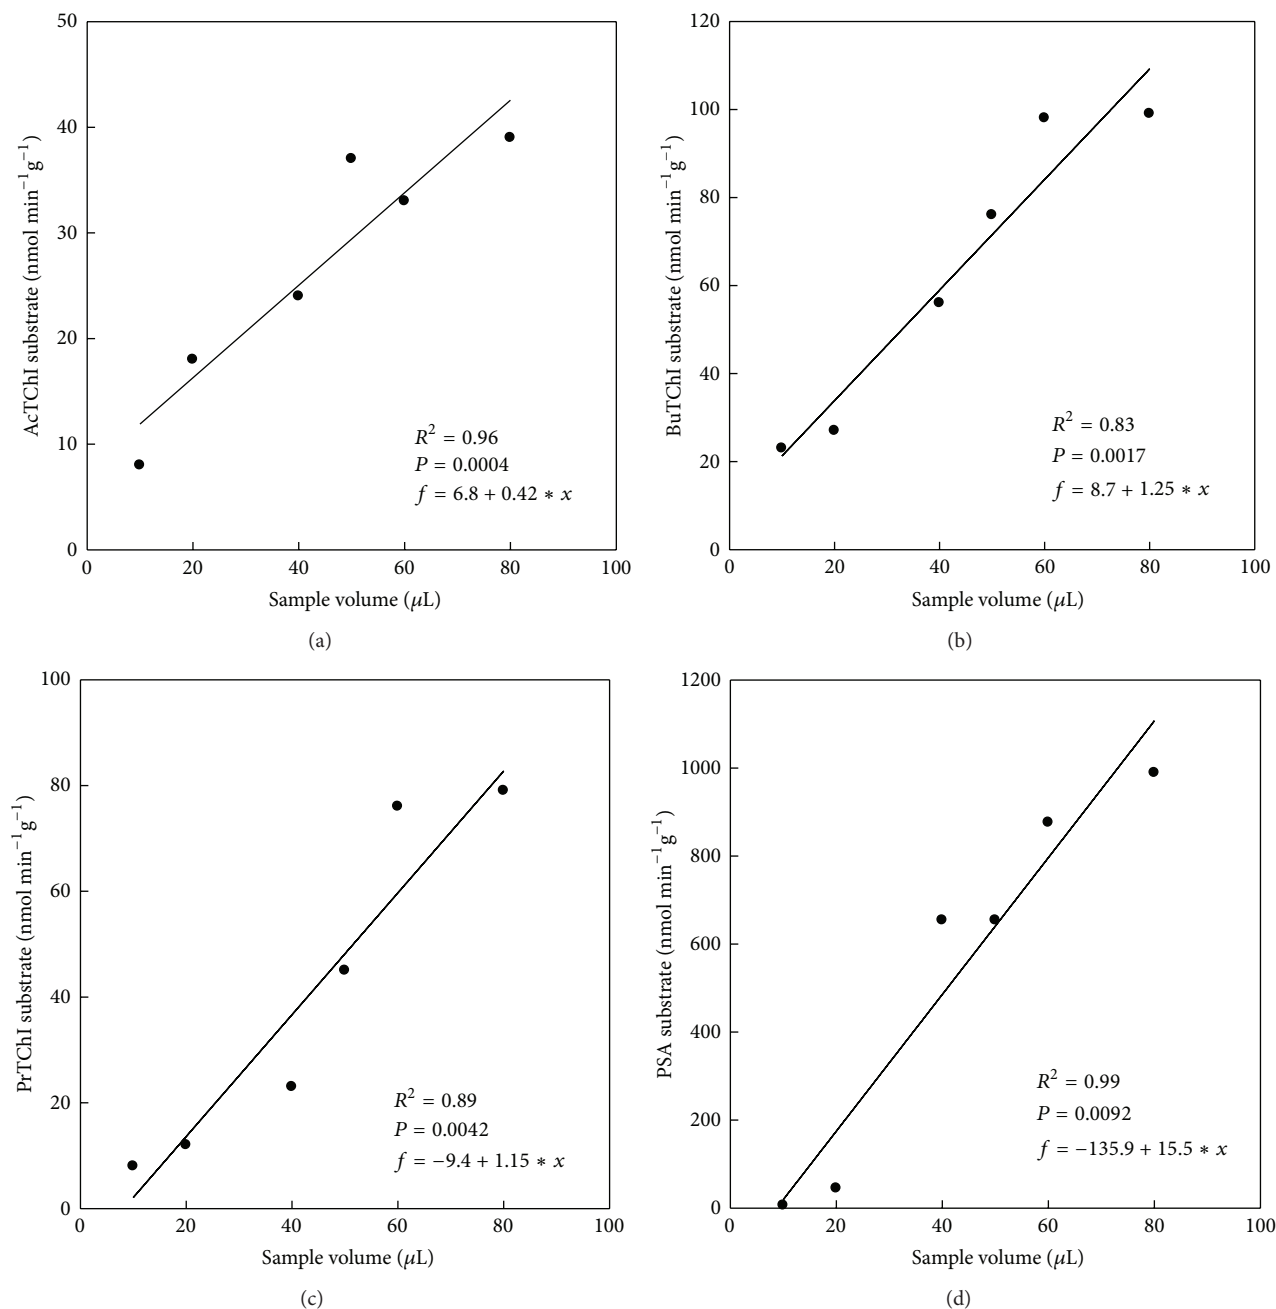 50
40
30
20
10
0
0 20 40 60 80 100
AcTChI substrate (nmol min⁻¹g⁻¹)
R² = 0.96
P = 0.0004
f = 6.8 + 0.42 ∗ x
Sample volume (μL)
(a)
120
100
80
60
40
20
0
0 20 40 60 80 100
BuTChI substrate (nmol min⁻¹g⁻¹)
R² = 0.83
P = 0.0017
f = 8.7 + 1.25 ∗ x
Sample volume (μL)
(b)
100
80
60
40
20
0
0 20 40 60 80 100
PrTChI substrate (nmol min⁻¹g⁻¹)
R² = 0.89
P = 0.0042
f = −9.4 + 1.15 ∗ x
Sample volume (μL)
(c)
1200
1000
800
600
400
200
0
0 20 40 60 80 100
PSA substrate (nmol min⁻¹g⁻¹)
R² = 0.99
P = 0.0092
f = −135.9 + 15.5 ∗ x
Sample volume (μL)
(d)